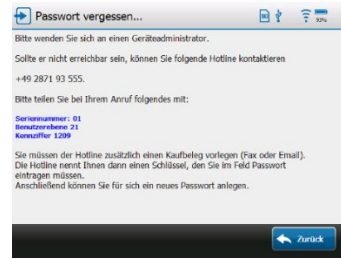 Passwort vergessen...
92%
Bitte wenden Sie sich an einen Geräteadministrator.
Sollte er nicht erreichbar sein, können Sie folgende Hotline kontaktieren
+49 2871 93 555.
Bitte teilen Sie bei Ihrem Anruf folgendes mit:
Seriennummer: 01
Benutzerebene 21
Kennziffer 1209
Sie müssen der Hotline zusätzlich einen Kaufbeleg vorlegen (Fax oder Email).
Die Hotline nennt Ihnen dann einen Schlüssel, den Sie im Feld Passwort
eintragen müssen.
Anschließend können Sie für sich ein neues Passwort anlegen.
Zurück